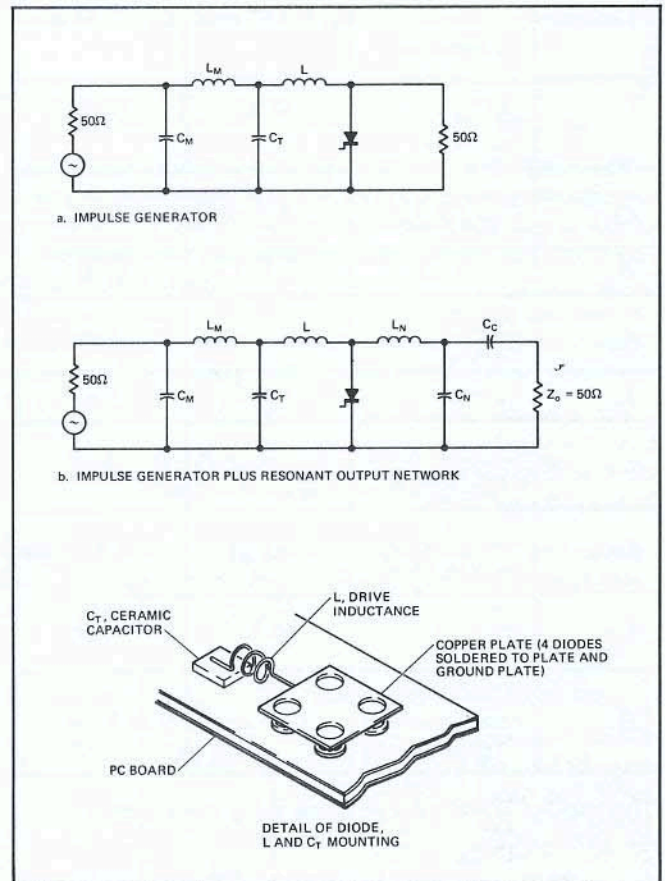 L_M
L
50Ω
C_M
C_T
50Ω
a. IMPULSE GENERATOR
L_M
L
L_N
C_C
50Ω
C_M
C_T
C_N
Z_o = 50Ω
b. IMPULSE GENERATOR PLUS RESONANT OUTPUT NETWORK
C_T, CERAMIC
CAPACITOR
L, DRIVE
INDUCTANCE
COPPER PLATE (4 DIODES
SOLDERED TO PLATE AND
GROUND PLATE)
PC BOARD
DETAIL OF DIODE,
L AND C_T MOUNTING